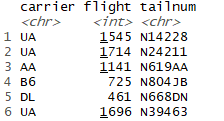 carrier flight tailnum
<chr> <int> <chr>
1 UA 1545 N14228
2 UA 1714 N24211
3 AA 1141 N619AA
4 B6 725 N804JB
5 DL 461 N668DN
6 UA 1696 N39463